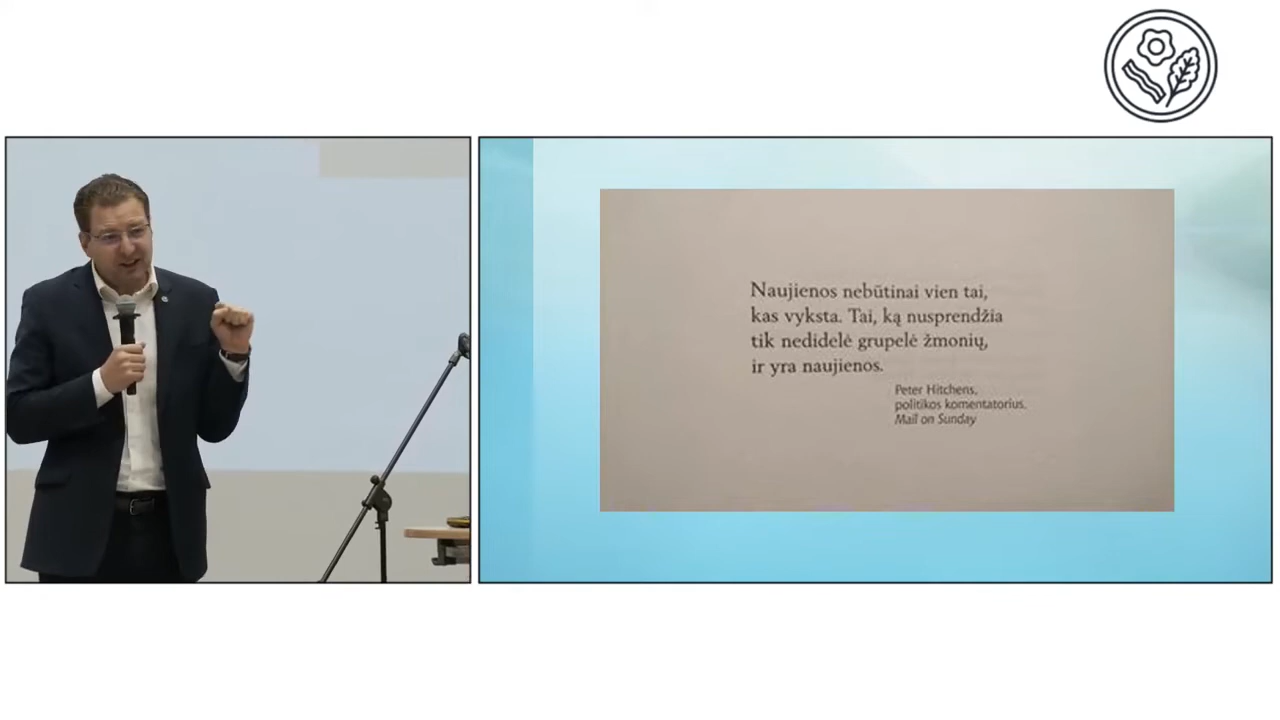 Naujienos nebūtinai vien tai,
kas vyksta. Tai, ką nusprendžia
tik nedidelė grupelė žmonių,
ir yra naujienos.
Peter Hitchens,
politikos komentatorius,
Mail on Sunday